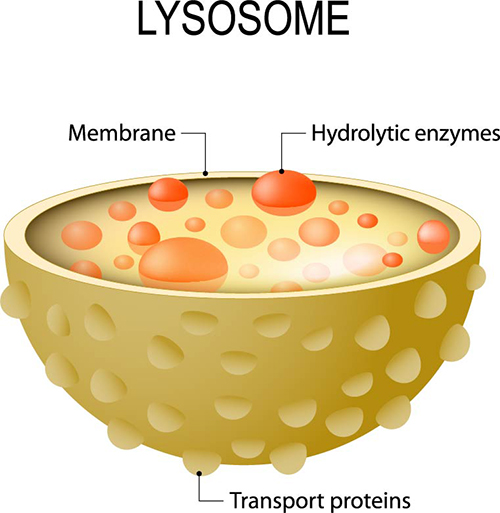 LYSOSOME
Membrane
Hydrolytic enzymes
Transport proteins